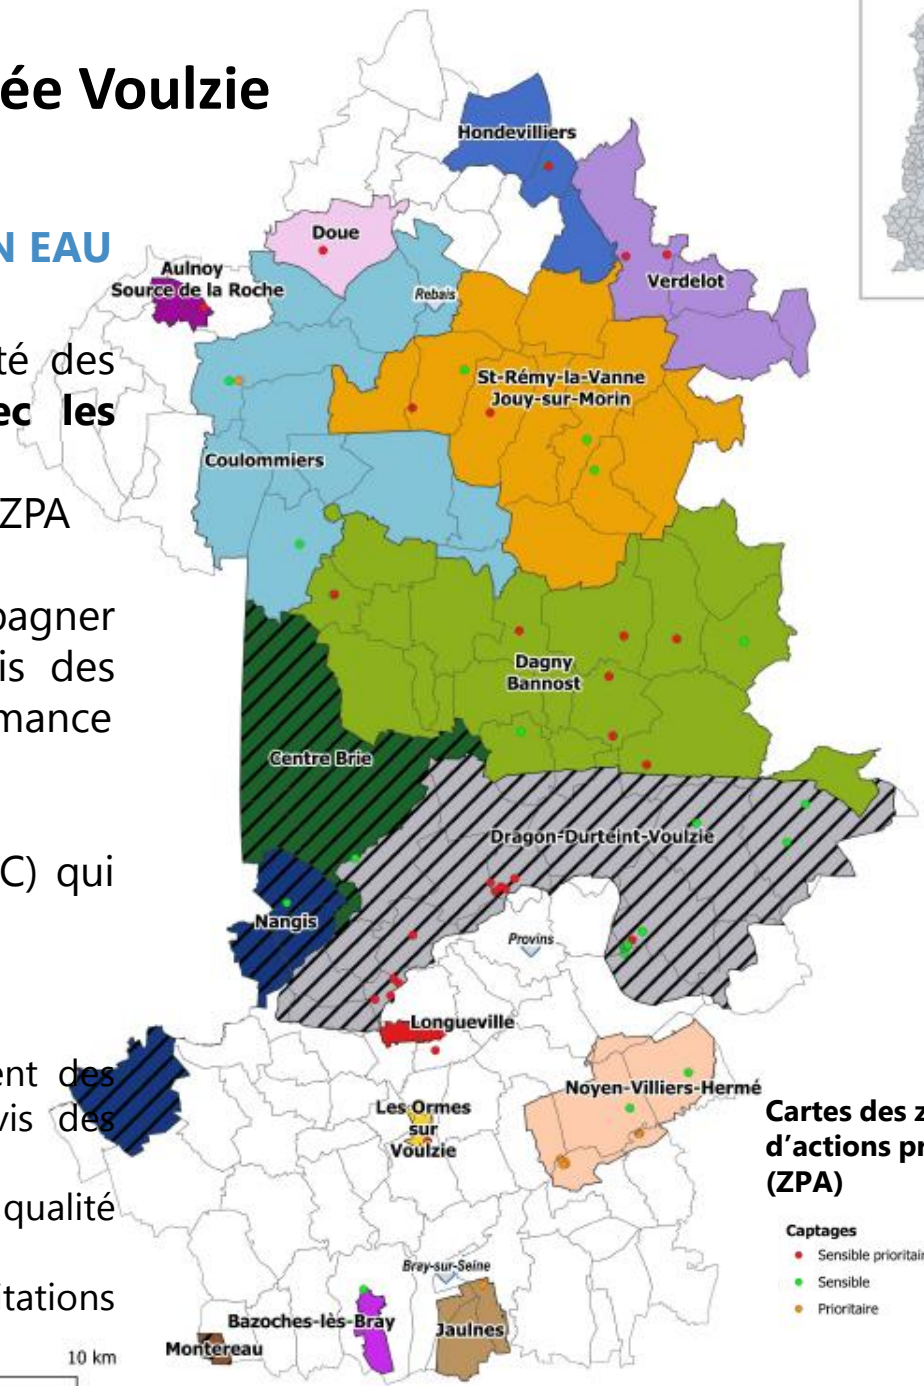 ée Voulzie
N EAU
té des
ec les
ZPA
pagner
is des
mance
C) qui
ent des
vis des
qualité
tations
10 km
Hondevilliers
Doue
Aulnoy
Source de la Roche
Rebais
Verdelot
St-Rémy-la-Vanne
Jouy-sur-Morin
Coulommiers
Dagny
Bannost
Centre Brie
Dragon-Durteint-Voulzie
Nangis
Provins
Longueville
Noyen-Villiers-Hermé
Les Ormes
sur
Voulzie
Bray-sur-Seine
Bazoches-lès-Bray
Jaulnes
Montereau
Cartes des z
d’actions pr
(ZPA)
Captages
Sensible prioritair
Sensible
Prioritaire